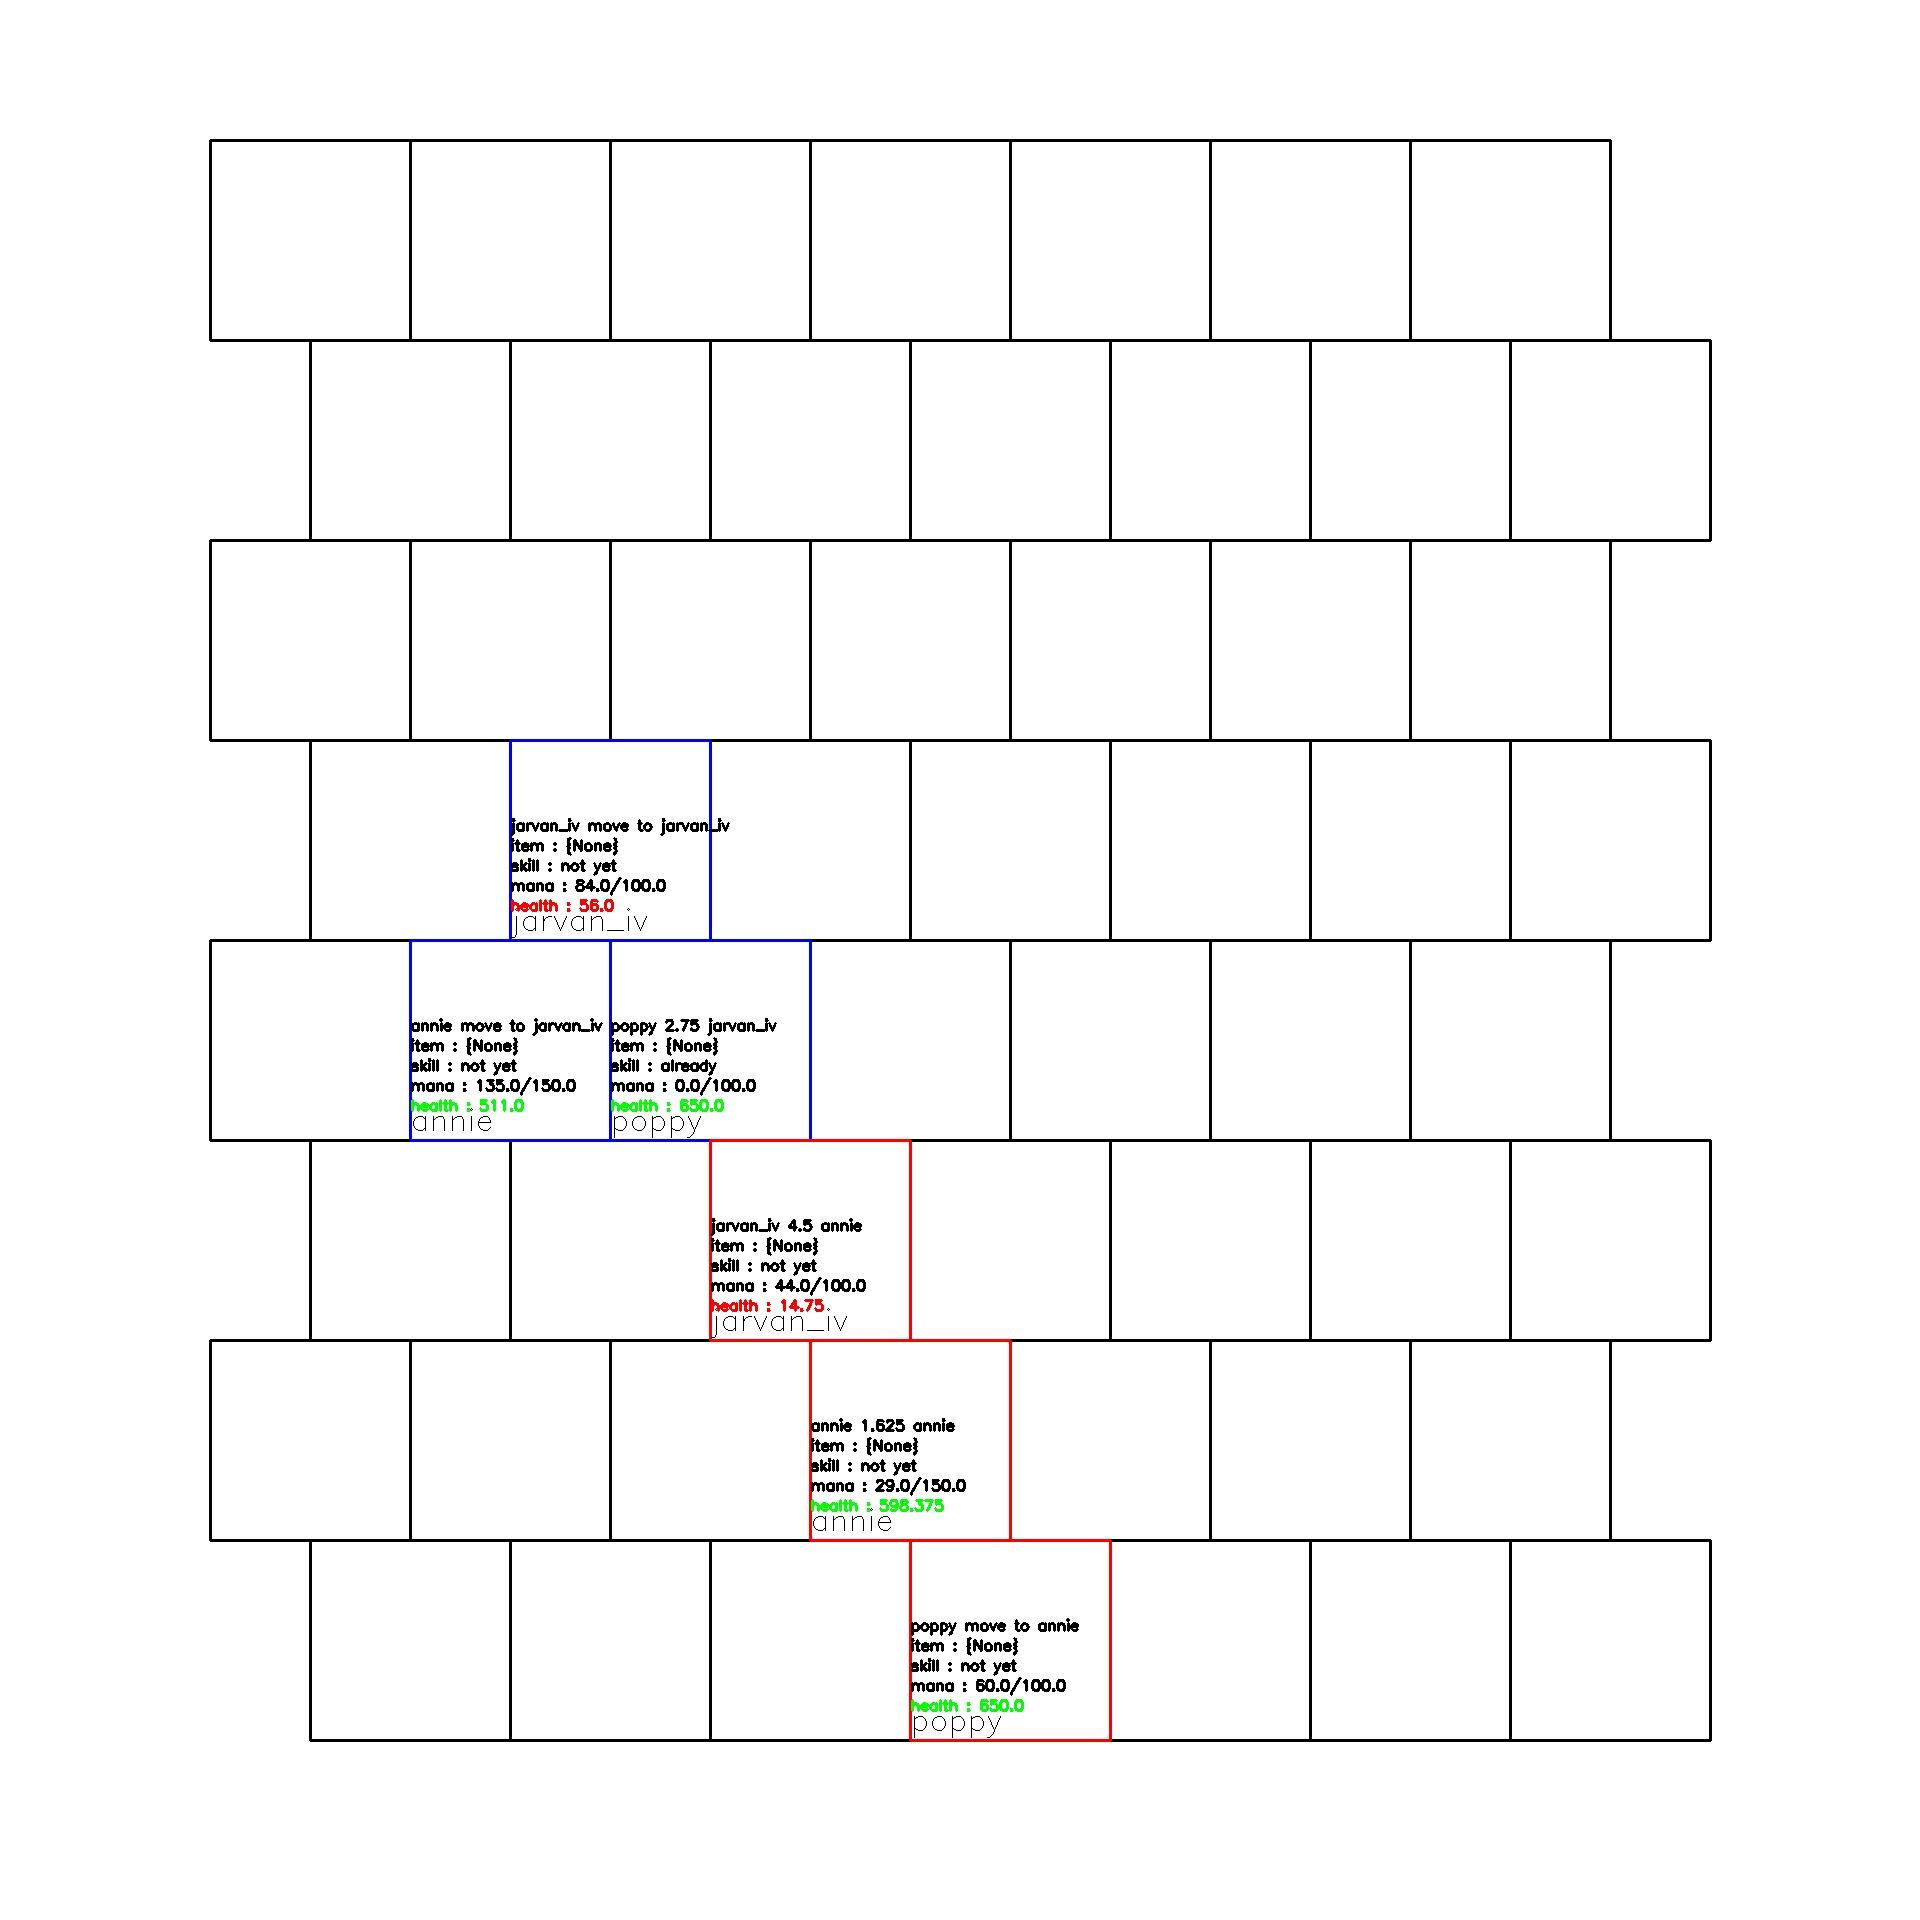 jarvan_iv move to jarvan_iv
item : {None}
skill : not yet
mana : 84.0/100.0
health : 56.0
jarvan_iv
annie move to jarvan_iv
item : {None}
skill : not yet
mana : 135.0/150.0
health : 511.0
annie
poppy 2.75 jarvan_iv
item : {None}
skill : already
mana : 0.0/100.0
health : 650.0
poppy
jarvan_iv 4.5 annie
item : {None}
skill : not yet
mana : 44.0/100.0
health : 14.75
jarvan_iv
annie 1.625 annie
item : {None}
skill : not yet
mana : 29.0/150.0
health : 598.375
annie
poppy move to annie
item : {None}
skill : not yet
mana : 60.0/100.0
health : 650.0
poppy